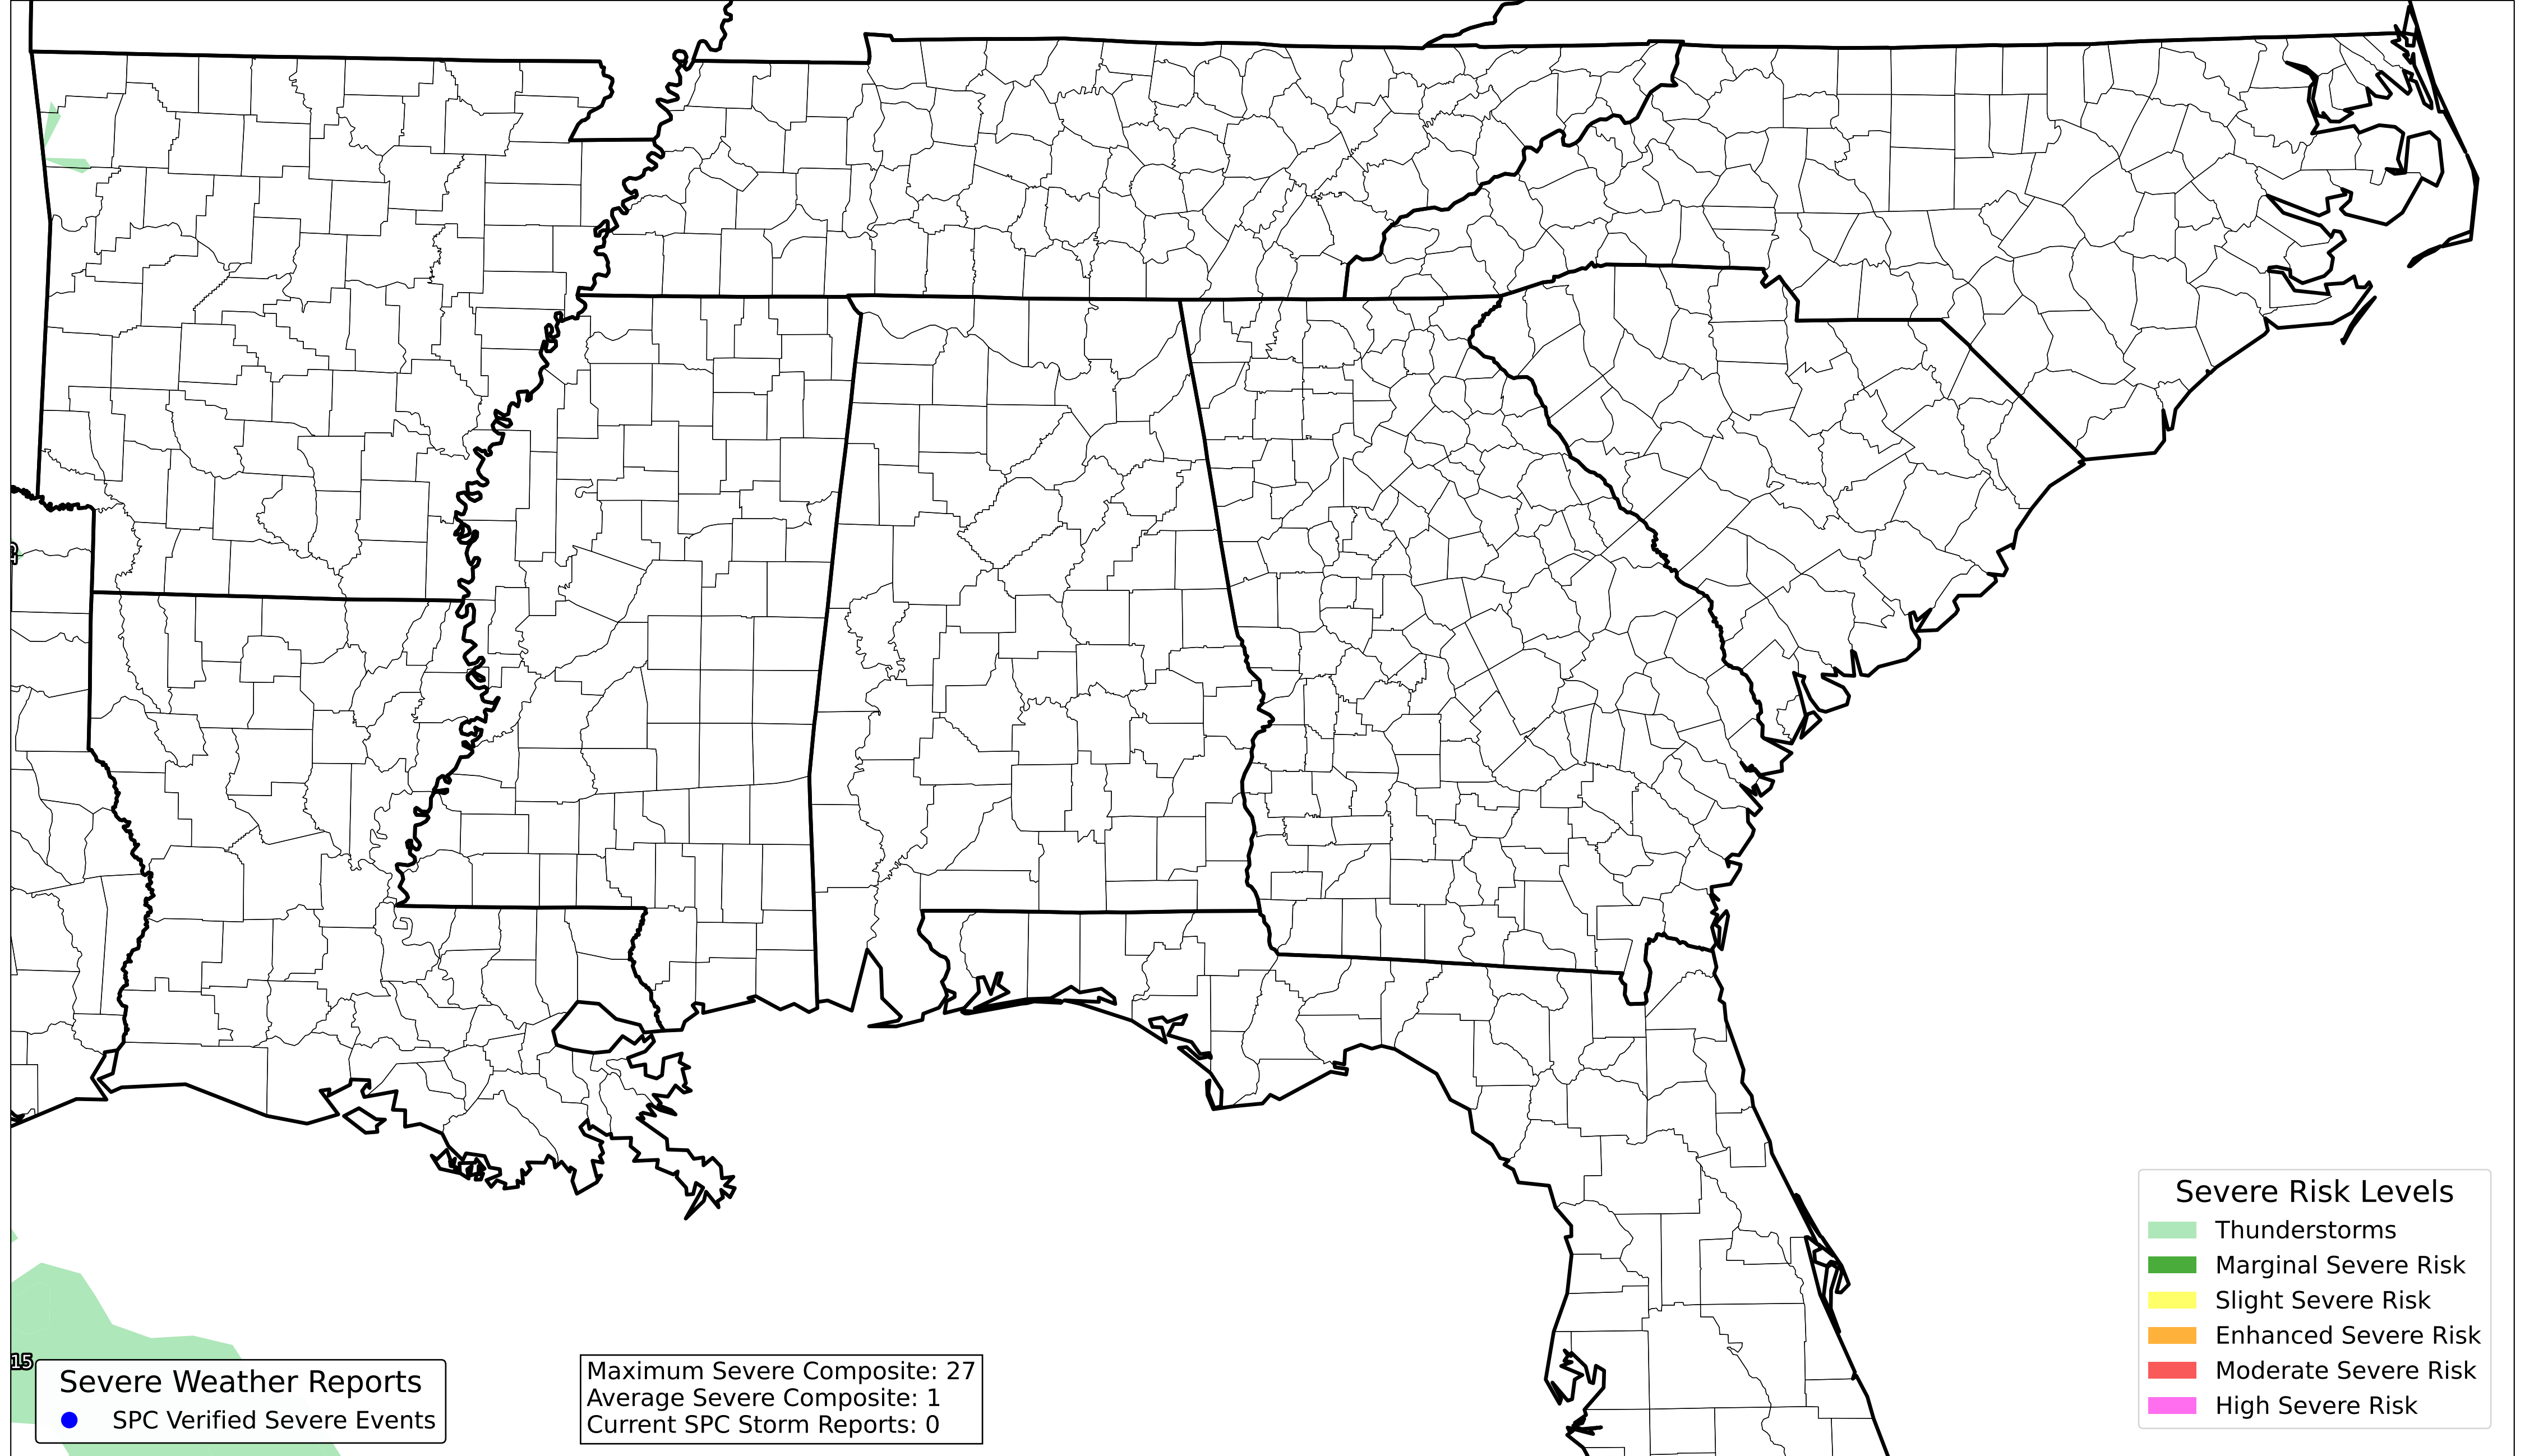 15
Severe Weather Reports
SPC Verified Severe Events
Maximum Severe Composite: 27
Average Severe Composite: 1
Current SPC Storm Reports: 0
Severe Risk Levels
Thunderstorms
Marginal Severe Risk
Slight Severe Risk
Enhanced Severe Risk
Moderate Severe Risk
High Severe Risk